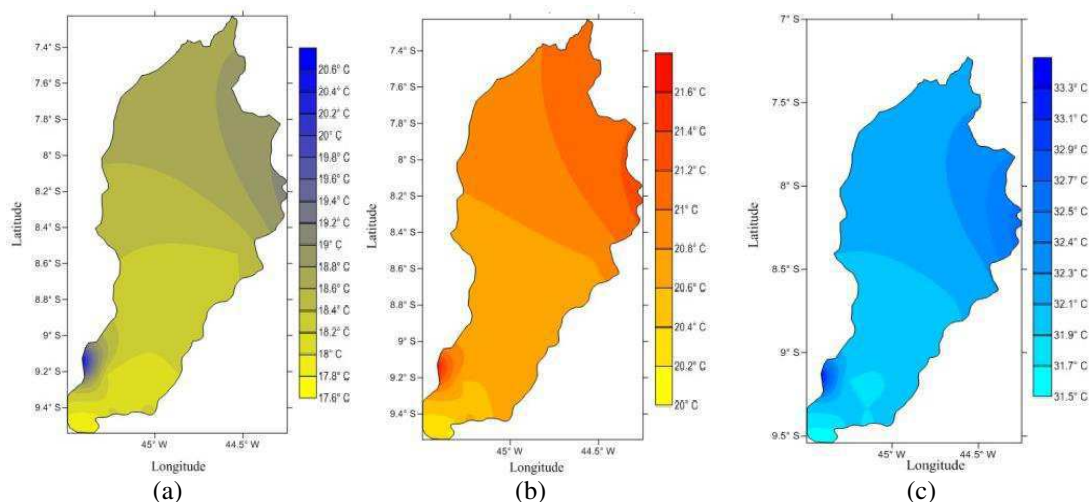 7.4° S
7.6° S
7.8° S
8° S
8.2° S
8.4° S
8.6° S
8.8° S
9° S
9.2° S
9.4° S
Latitude
45° W
44.5° W
Longitude
20.6° C
20.4° C
20.2° C
20° C
19.8° C
19.6° C
19.4° C
19.2° C
19° C
18.8° C
18.6° C
18.4° C
18.2° C
18° C
17.8° C
17.6° C
(a)
7.4° S
7.6° S
7.8° S
8° S
8.2° S
8.4° S
8.6° S
8.8° S
9° S
9.2° S
9.4° S
Latitude
45° W
44.5° W
Longitude
21.6° C
21.4° C
21.2° C
21° C
20.8° C
20.6° C
20.4° C
20.2° C
20° C
(b)
7° S
7.5° S
8° S
8.5° S
9° S
9.5° S
Latitude
45° W
44.5° W
Longitude
33.3° C
33.1° C
32.9° C
32.7° C
32.4° C
32.3° C
32.1° C
31.9° C
31.7° C
31.5° C
(c)